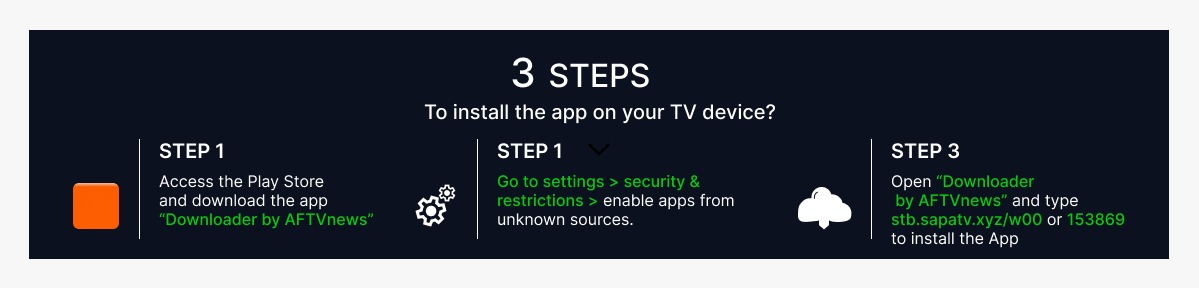 3 STEPS
To install the app on your TV device?
STEP 1
Access the Play Store
and download the app
“Downloader by AFTVnews”
STEP 1
Go to settings > security &
restrictions > enable apps from
unknown sources.
STEP 3
Open “Downloader
by AFTVnews” and type
stb.sapatv.xyz/w00 or 153869
to install the App